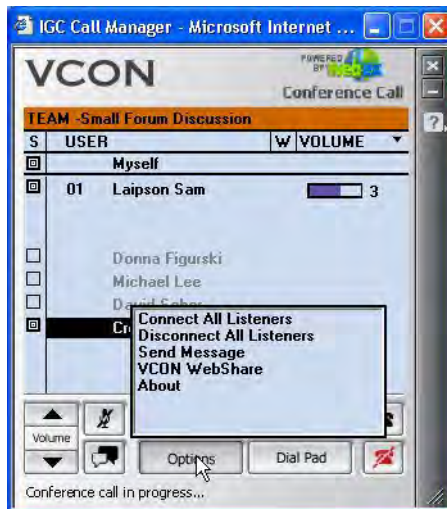 IGC Call Manager - Microsoft Internet ...
VCON
POWERED BY
Conference Call
TEAM -Small Forum Discussion
S USER W VOLUME
Myself
01 Laipson Sam 3
Donna Figurski
Michael Lee
David
Connect All Listeners
Disconnect All Listeners
Send Message
VCON WebShare
About
Volume
Options
Dial Pad
Conference call in progress...